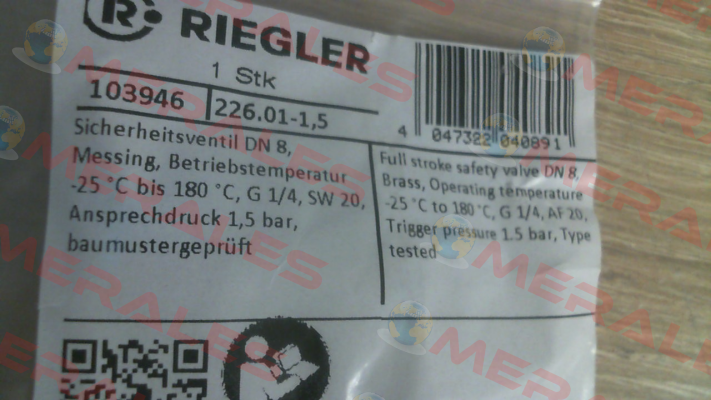 R RIEGLER
1 Stk
103946 226.01-1,5
4 047322 040891
Sicherheitsventil DN 8,
Messing, Betriebstemperatur
-25 °C bis 180 °C, G 1/4, SW 20,
Ansprechdruck 1,5 bar,
baumustergeprüft
Full stroke safety valve DN 8,
Brass, Operating temperature
-25 °C to 180 °C, G 1/4, AF 20,
Trigger pressure 1.5 bar, Type
tested
MERALES